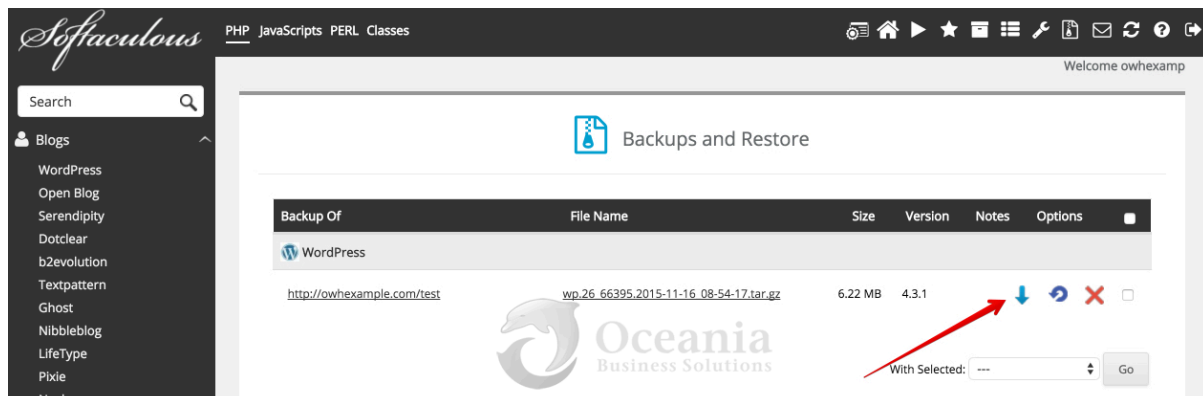 Softaculous
PHP JavaScripts PERL Classes
Welcome owhexamp
Search
Blogs
WordPress
Open Blog
Serendipity
Dotclear
b2evolution
Textpattern
Ghost
Nibbleblog
LifeType
Pixie
Backups and Restore
Backup Of File Name Size Version Notes Options
WordPress
http://owhexample.com/test wp.26_66395.2015-11-16_08-54-17.tar.gz 6.22 MB 4.3.1
Oceania
Business Solutions
With Selected: --- Go